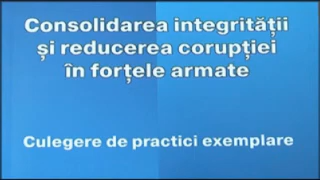 Consolidarea integrității
și reducerea corupției
în forțele armate
Culegere de practici exemplare